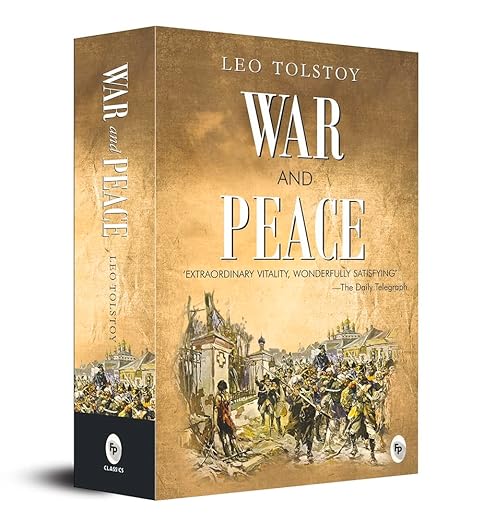 LEO TOLSTOY
WAR
AND
PEACE
'EXTRAORDINARY VITALITY, WONDERFULLY SATISFYING'
—The Daily Telegraph
FP
WAR and PEACE
LEO TOLSTOY
FP
CLASSICS